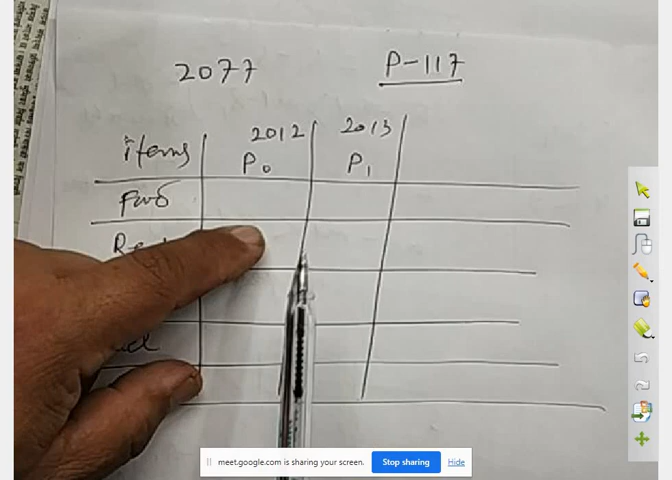 2077 P-117
items 2012 P₀ 2013 P₁
Food
meet.google.com is sharing your screen. Stop sharing Hide